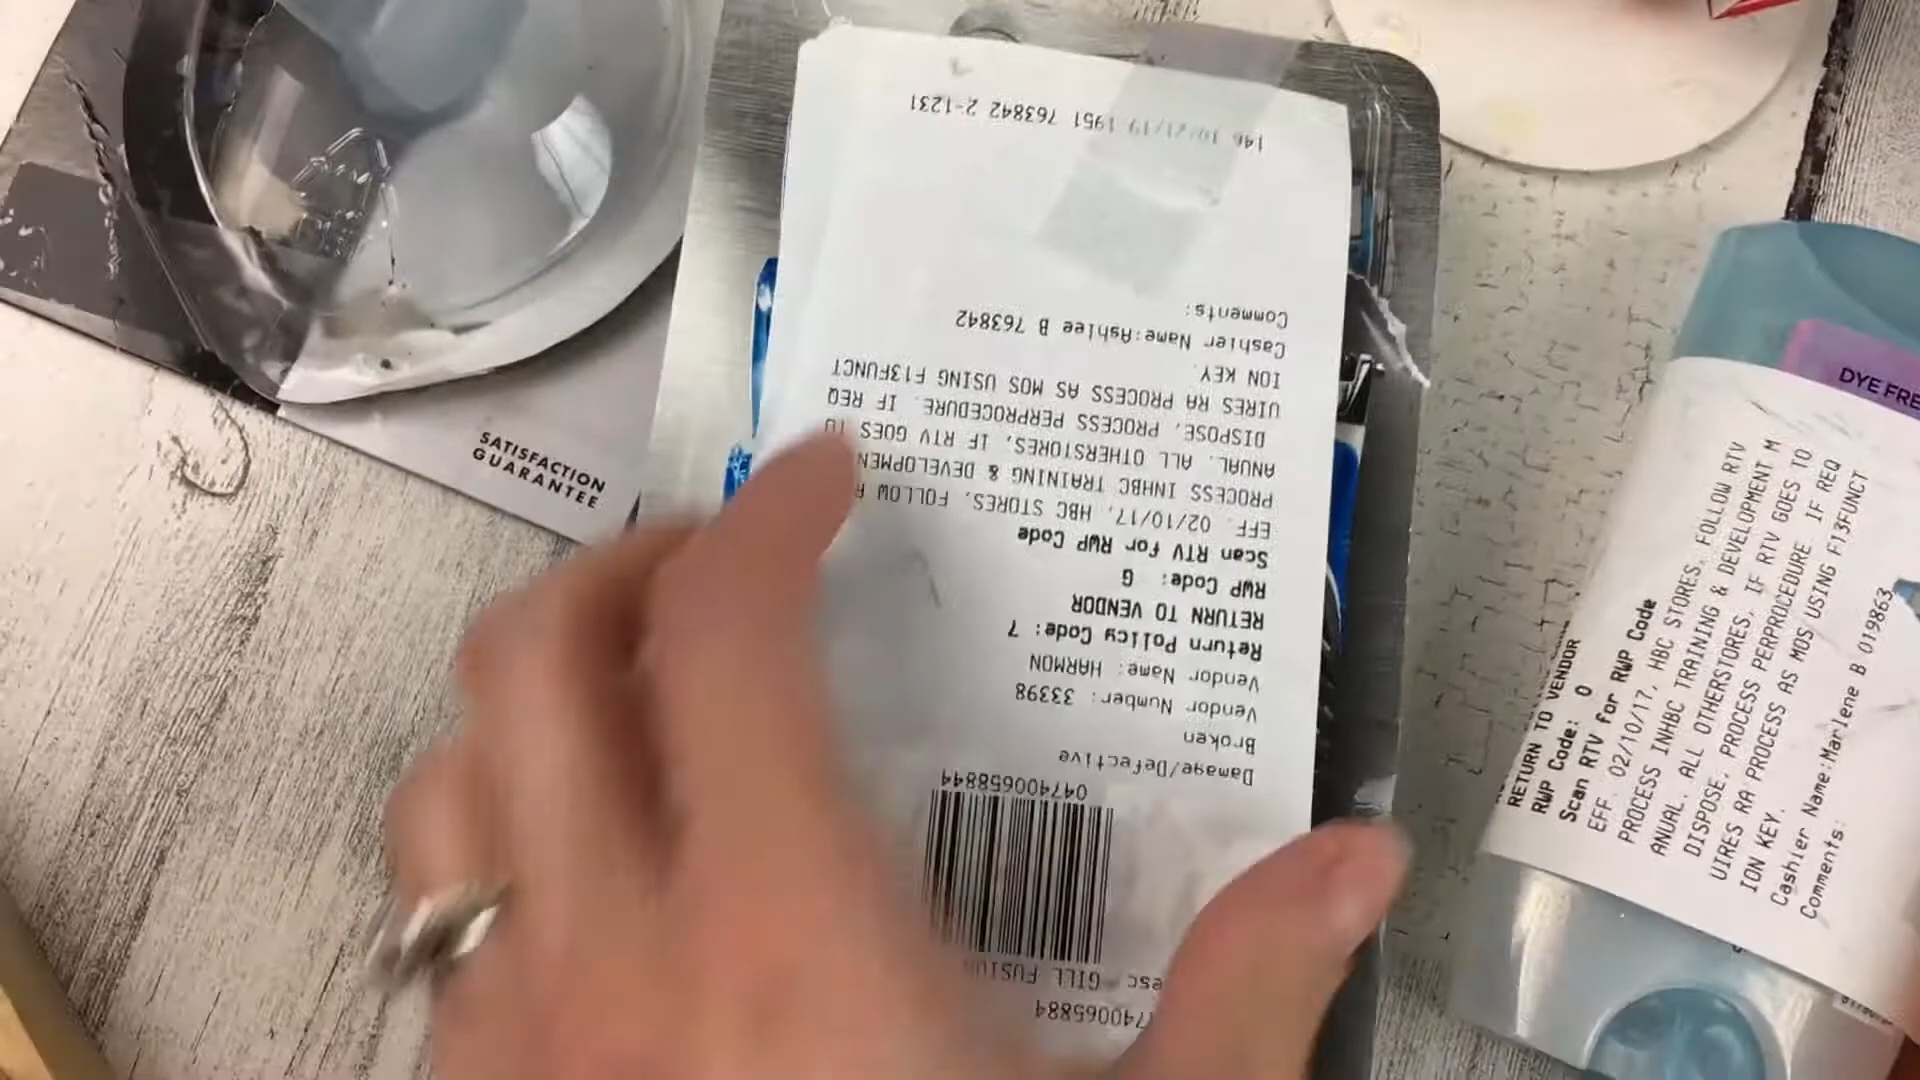 SATISFACTION
GUARANTEE
GILL FUSION
047400658844
Damage/Defective
Broken
Vendor Number: 33398
Vendor Name: HARMON
Return Policy Code: 7
RETURN TO VENDOR
RWP Code: G
Scan RTV for RWP Code
EFF. 02/10/17, HBC STORES, FOLLOW
PROCESS INHBC TRAINING & DEVELOPMEN
ANUAL. ALL OTHERSTORES, IF RTV GOES TO
DISPOSE, PROCESS PERPROCEDURE. IF REQ
UIRES RA PROCESS AS MOS USING F13FUNCT
ION KEY.
Cashier Name:Ashlee B 763842
Comments:
146 10/21/19 1951 763842 2-1231
DYE FRE
RETURN TO VENDOR
RWP Code: 0
Scan RTV for RWP Code
EFF. 02/10/17, HBC STORES, FOLLOW RTV
PROCESS INHBC TRAINING & DEVELOPMENT M
ANUAL. ALL OTHERSTORES, IF RTV GOES TO
DISPOSE, PROCESS PERPROCEDURE. IF REQ
UIRES RA PROCESS AS MOS USING F13FUNCT
ION KEY.
Cashier Name:Marlene B 019863
Comments: